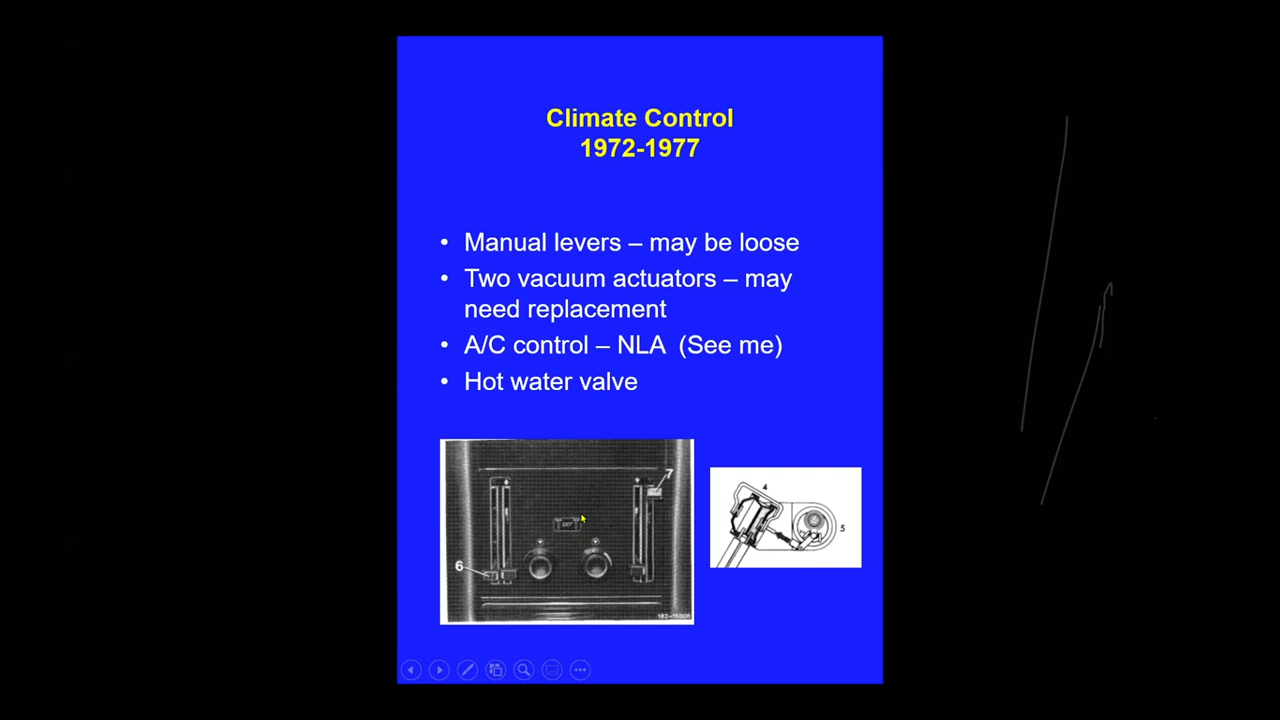 Climate Control
1972-1977
• Manual levers – may be loose
• Two vacuum actuators – may
need replacement
• A/C control – NLA (See me)
• Hot water valve
7
6
4
5